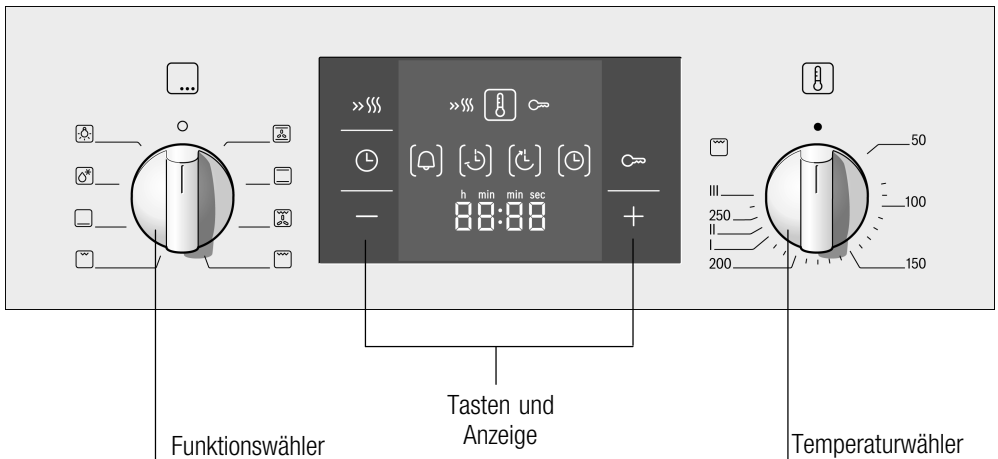 50
100
150
200
I
II
250
III
h min min sec
88:88
Tasten und
Anzeige
Funktionswähler
Temperaturwähler